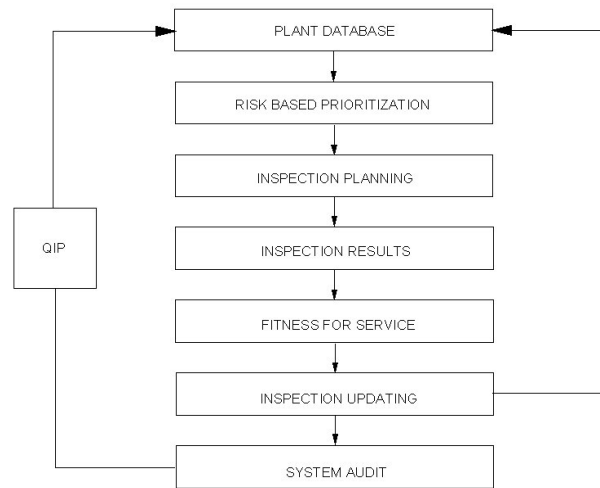 PLANT DATABASE
RISK BASED PRIORITIZATION
INSPECTION PLANNING
QIP
INSPECTION RESULTS
FITNESS FOR SERVICE
INSPECTION UPDATING
SYSTEM AUDIT